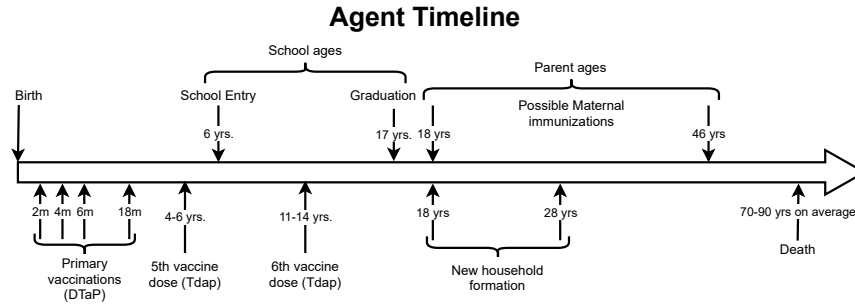 Agent Timeline
School ages
Parent ages
Birth
School Entry
Graduation
Possible Maternal
immunizations
6 yrs.
17 yrs.
18 yrs
46 yrs
2m
4m
6m
18m
4-6 yrs.
11-14 yrs.
18 yrs
28 yrs
70-90 yrs on average
Primary
vaccinations
(DTaP)
5th vaccine
dose (Tdap)
6th vaccine
dose (Tdap)
New household
formation
Death